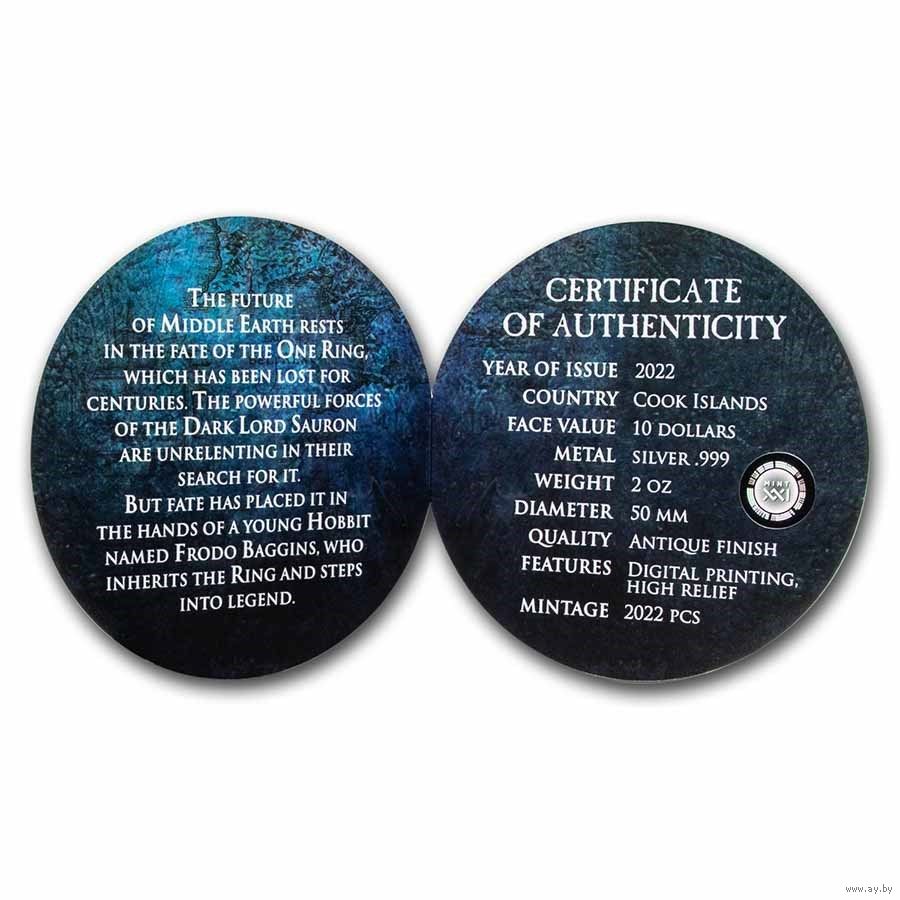 The future
of Middle Earth rests
in the fate of the One Ring,
which has been lost for
centuries. The powerful forces
of the Dark Lord Sauron
are unrelenting in their
search for it.
But fate has placed it in
the hands of a young Hobbit
named Frodo Baggins, who
inherits the Ring and steps
into legend.
CERTIFICATE
OF AUTHENTICITY
YEAR OF ISSUE 2022
COUNTRY Cook Islands
FACE VALUE 10 dollars
METAL silver .999
WEIGHT 2 oz
DIAMETER 50 mm
QUALITY Antique finish
FEATURES Digital printing,
high relief
MINTAGE 2022 pcs
MINT
XXI
www.ay.by